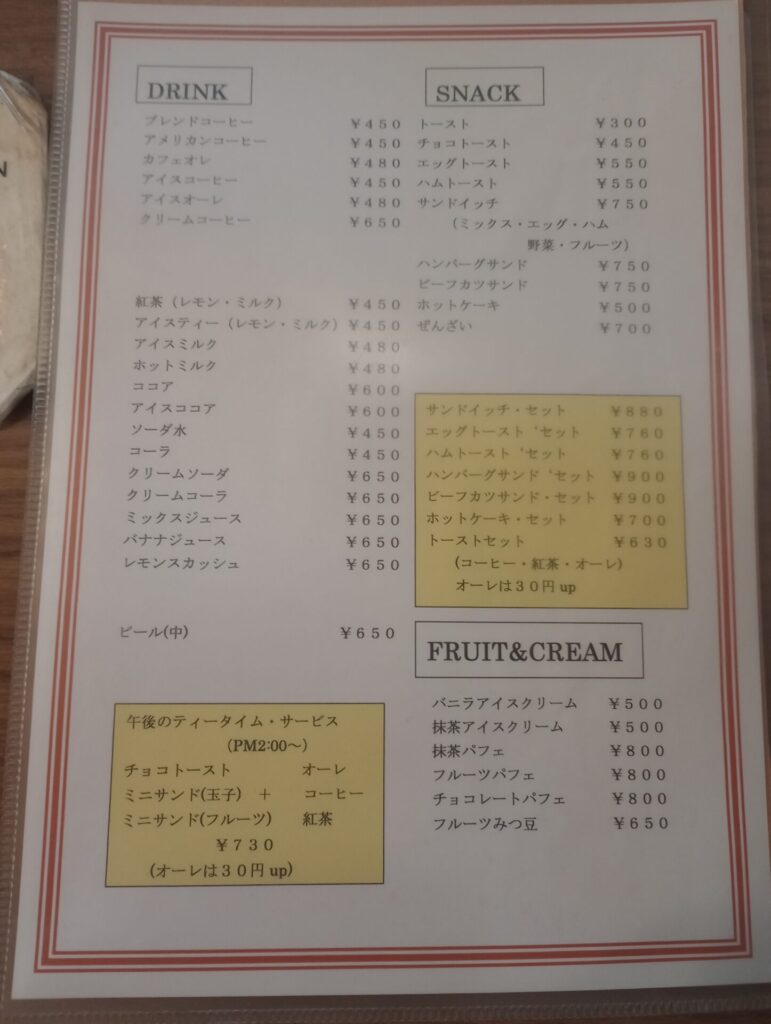 DRINK
ブレンドコーヒー ￥４５０
アメリカンコーヒー ￥４５０
カフェオレ ￥４８０
アイスコーヒー ￥４５０
アイスオーレ ￥４８０
クリームコーヒー ￥６５０
紅茶（レモン・ミルク） ￥４５０
アイスティー（レモン・ミルク） ￥４５０
アイスミルク ￥４８０
ホットミルク ￥４８０
ココア ￥６００
アイスココア ￥６００
ソーダ水 ￥４５０
コーラ ￥４５０
クリームソーダ ￥６５０
クリームコーラ ￥６５０
ミックスジュース ￥６５０
バナナジュース ￥６５０
レモンスカッシュ ￥６５０
ビール(中) ￥６５０
午後のティータイム・サービス
（PM2:00～）
チョコトースト オーレ
ミニサンド(玉子) ＋ コーヒー
ミニサンド(フルーツ) 紅茶
￥７３０
(オーレは３０円 up)
SNACK
トースト ￥３００
チョコトースト ￥４５０
エッグトースト ￥５５０
ハムトースト ￥５５０
サンドイッチ ￥７５０
（ミックス・エッグ・ハム
野菜・フルーツ）
ハンバーグサンド ￥７５０
ビーフカツサンド ￥７５０
ホットケーキ ￥５００
ぜんざい ￥７００
サンドイッチ・セット ￥８８０
エッグトースト‘セット ￥７６０
ハムトースト‘セット ￥７６０
ハンバーグサンド‘セット ￥９００
ビーフカツサンド・セット ￥９００
ホットケーキ・セット ￥７００
トーストセット ￥６３０
(コーヒー・紅茶・オーレ)
オーレは３０円 up
FRUIT&CREAM
バニラアイスクリーム ￥５００
抹茶アイスクリーム ￥５００
抹茶パフェ ￥８００
フルーツパフェ ￥８００
チョコレートパフェ ￥８００
フルーツみつ豆 ￥６５０